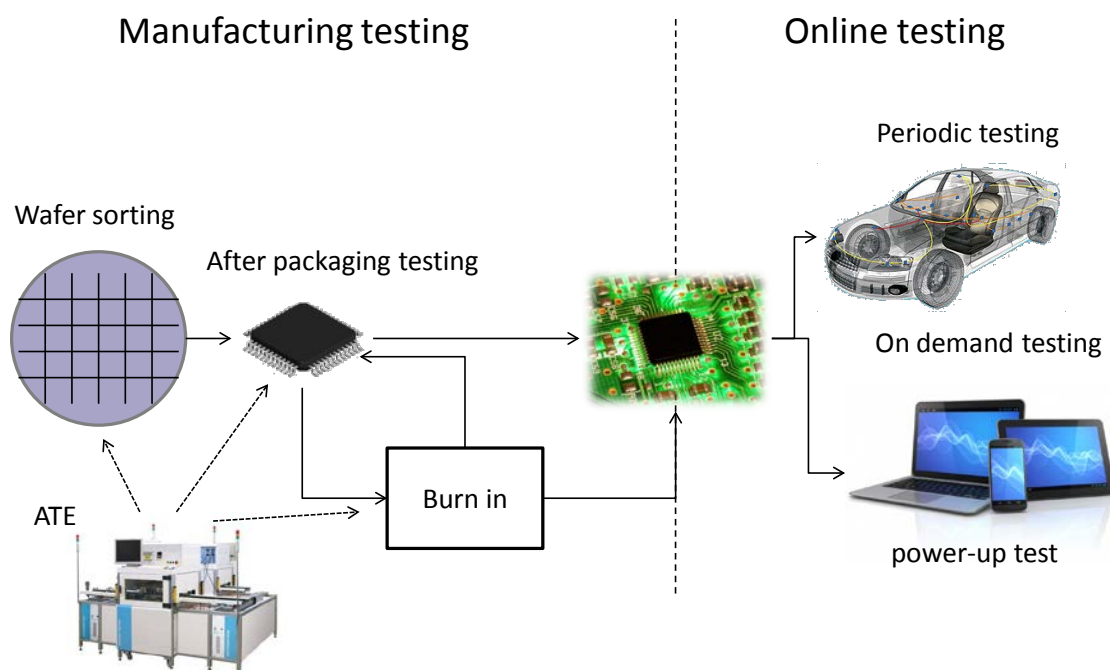 Manufacturing testing
Online testing
Periodic testing
Wafer sorting
After packaging testing
On demand testing
Burn in
ATE
power-up test